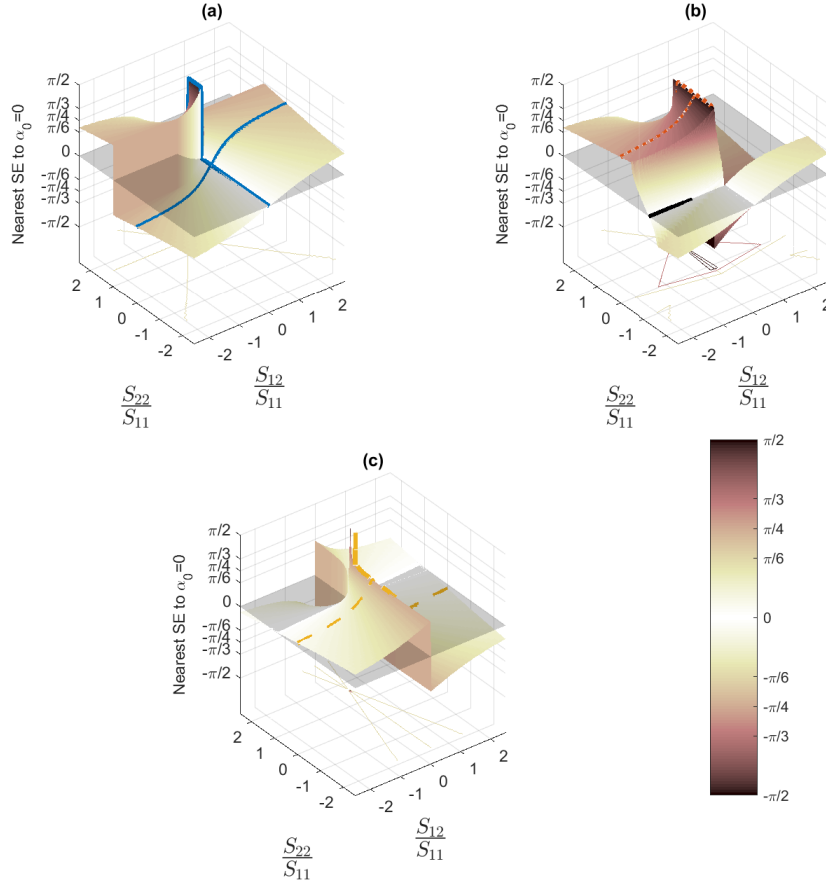 (a)
Nearest SE to α₀=0
π/2
π/3
π/4
π/6
0
-π/6
-π/4
-π/3
-π/2
2
1
0
-1
-2
-2
-1
0
1
2
S₂₂
S₁₁
S₁₂
S₁₁
(b)
Nearest SE to α₀=0
π/2
π/3
π/4
π/6
0
-π/6
-π/4
-π/3
-π/2
2
1
0
-1
-2
-2
-1
0
1
2
S₂₂
S₁₁
S₁₂
S₁₁
(c)
Nearest SE to α₀=0
π/2
π/3
π/4
π/6
0
-π/6
-π/4
-π/3
-π/2
2
1
0
-1
-2
-2
-1
0
1
2
S₂₂
S₁₁
S₁₂
S₁₁
π/2
π/3
π/4
π/6
0
-π/6
-π/4
-π/3
-π/2